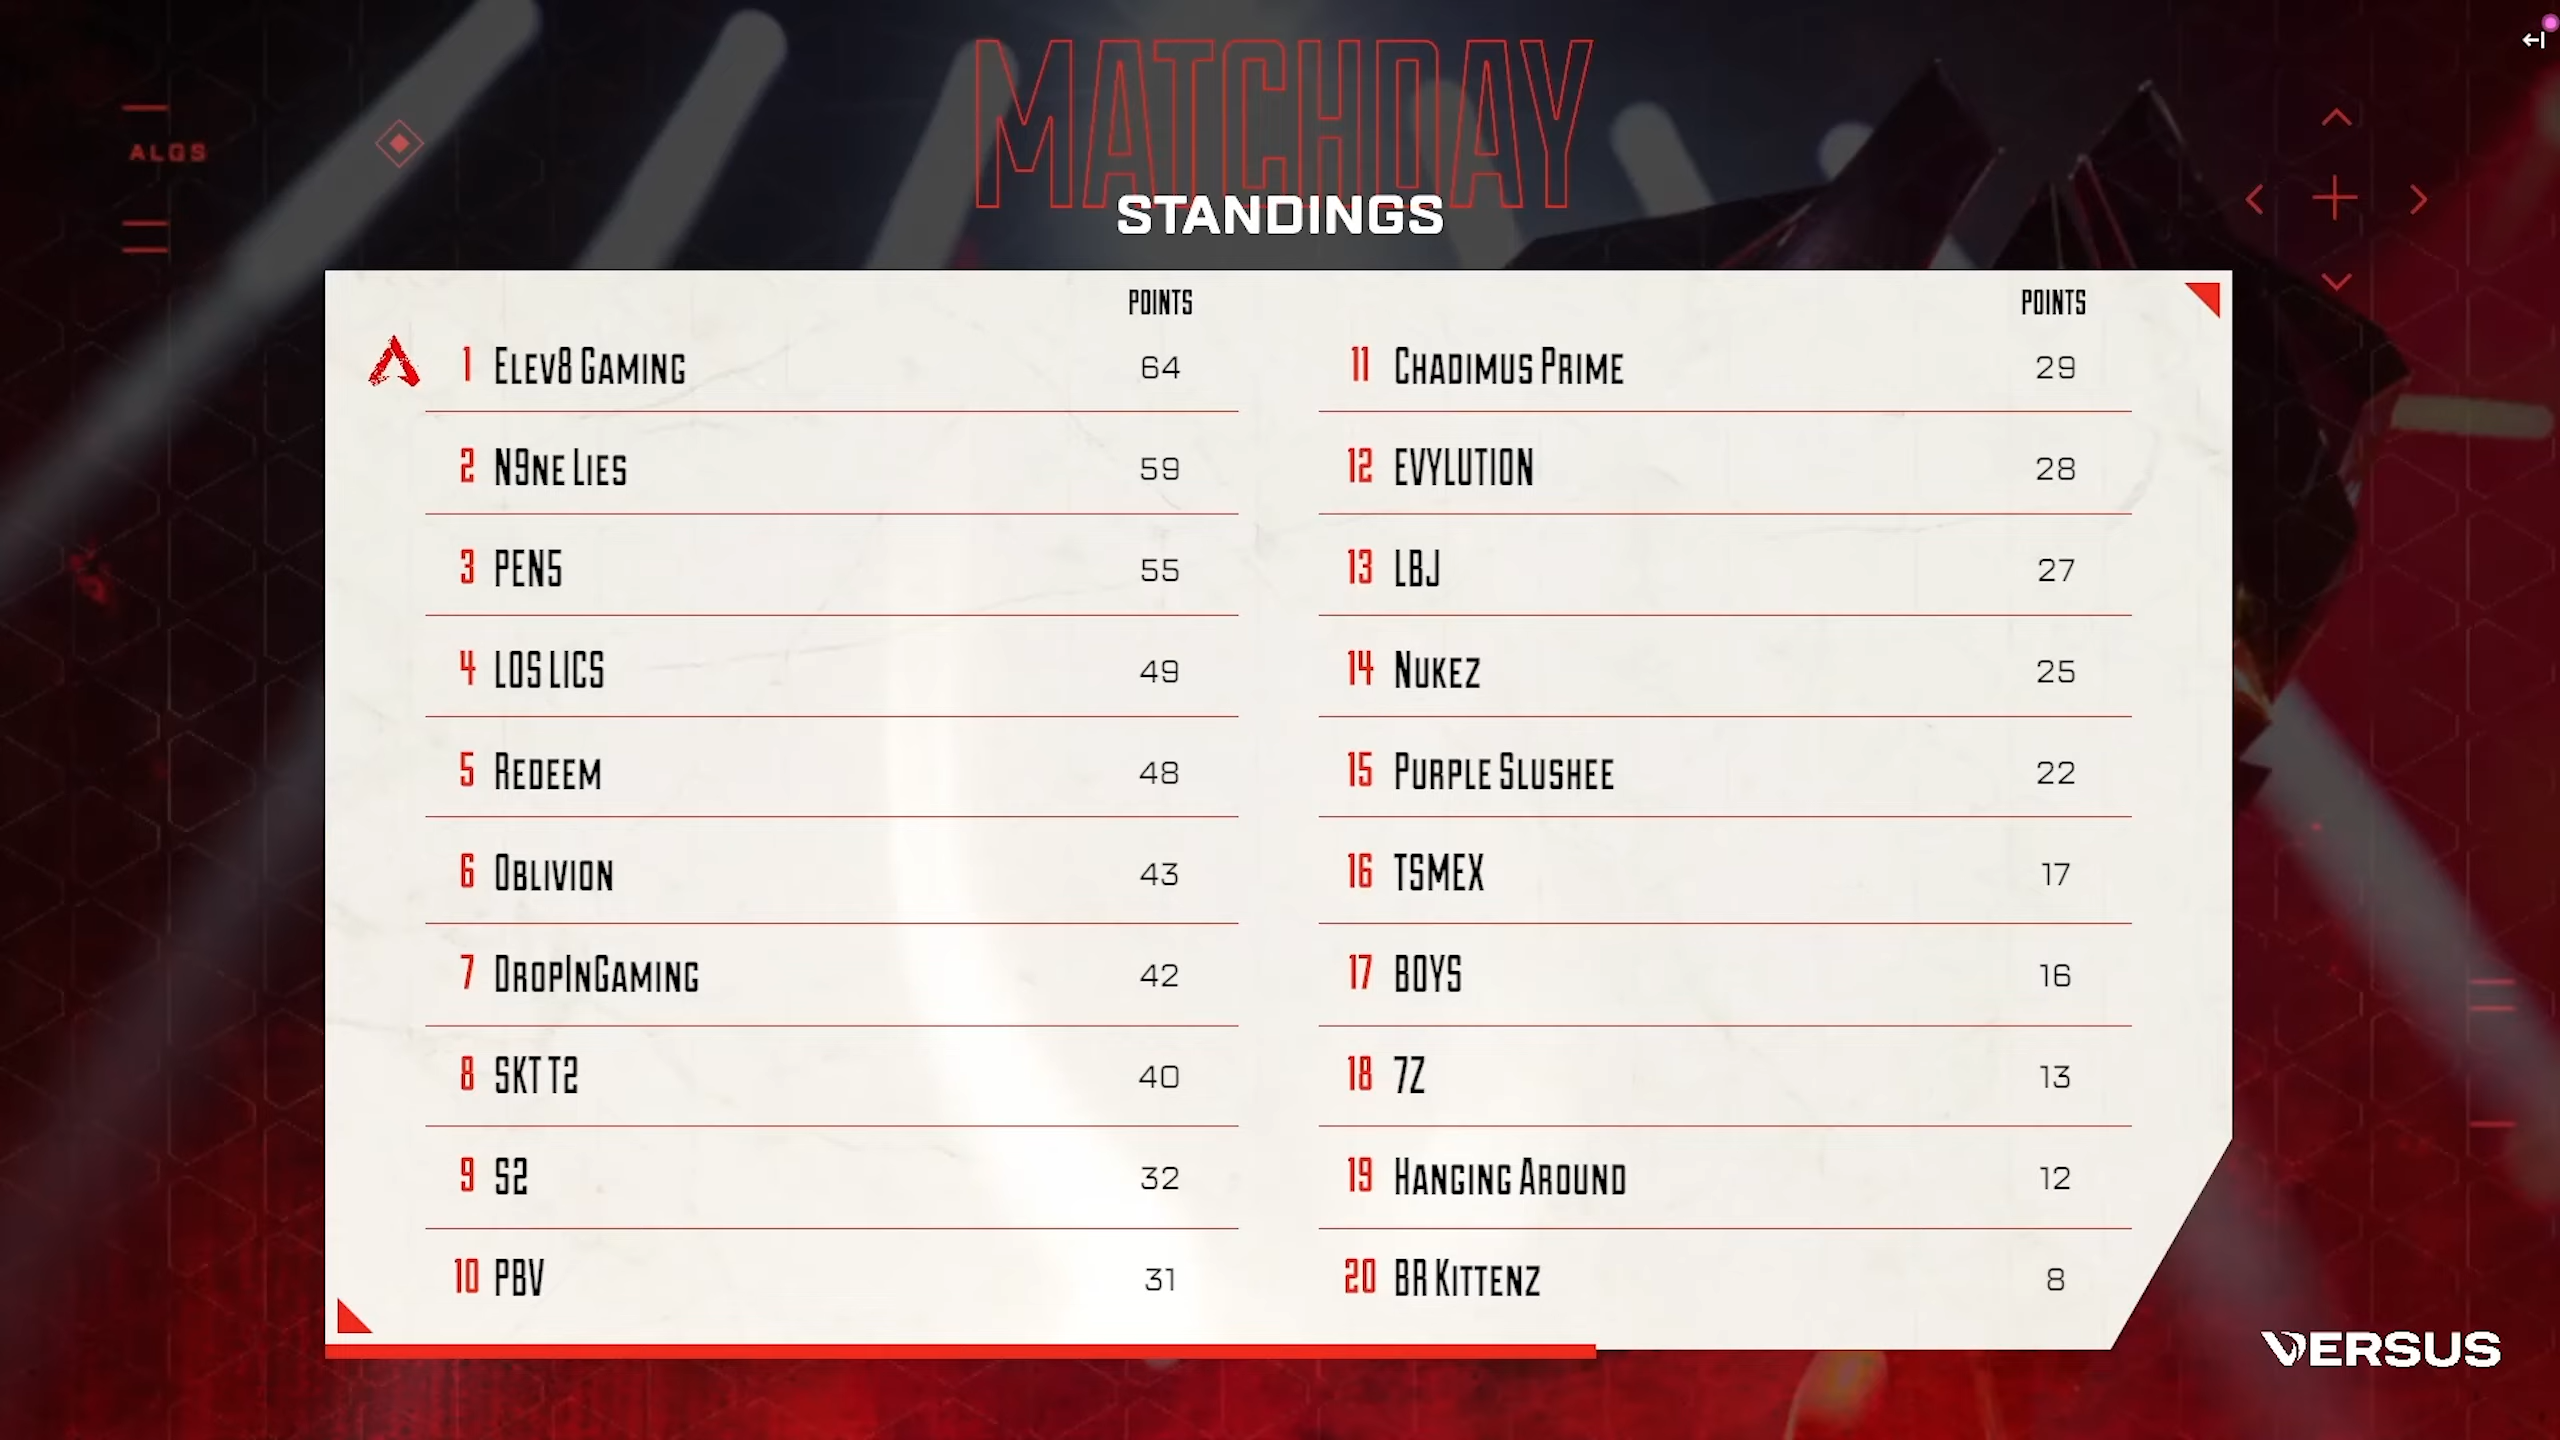 MATCHDAY
STANDINGS
ALGS
POINTS
1 Elev8 Gaming 64
2 N9ne Lies 59
3 PEN5 55
4 LOS LICS 49
5 Redeem 48
6 Oblivion 43
7 DropInGaming 42
8 SKT T2 40
9 S2 32
10 PBV 31
POINTS
11 Chadimus Prime 29
12 EVYLUTION 28
13 LBJ 27
14 Nukez 25
15 Purple Slushee 22
16 TSMEX 17
17 BOYS 16
18 7Z 13
19 Hanging Around 12
20 BR Kittenz 8
VERSUS